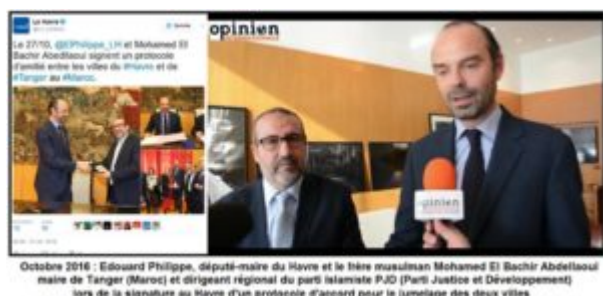 Le Havre
Le 27/10, @EPhilippe_LH et Mohamed El
Bachir Abedllaoui signent un protocole
d'amitié entre les villes du #Havre et de
#Tanger au #Maroc.
opinien
opinien
Octobre 2016 : Edouard Philippe, député-maire du Havre et le frère musulman Mohamed El Bachir Abdellaoui
maire de Tanger (Maroc) et dirigeant régional du parti islamiste PJD (Parti Justice et Développement)
lors de la signature au Havre d'un protocole d'accord pour le jumelage des deux villes